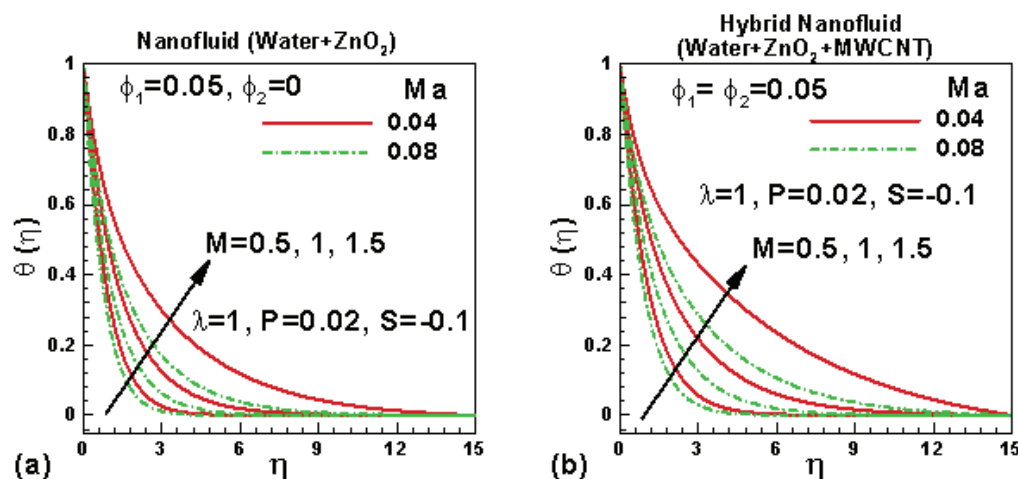 Nanofluid (Water+ZnO₂)
ϕ₁=0.05, ϕ₂=0
Ma
0.04
0.08
M=0.5, 1, 1.5
λ=1, P=0.02, S=-0.1
θ (η)
1
0.8
0.6
0.4
0.2
0
0 3 6 9 12 15
η
(a)
Hybrid Nanofluid
(Water+ZnO₂+MWCNT)
ϕ₁= ϕ₂=0.05
Ma
0.04
0.08
λ=1, P=0.02, S=-0.1
M=0.5, 1, 1.5
θ (η)
1
0.8
0.6
0.4
0.2
0
0 3 6 9 12 15
η
(b)